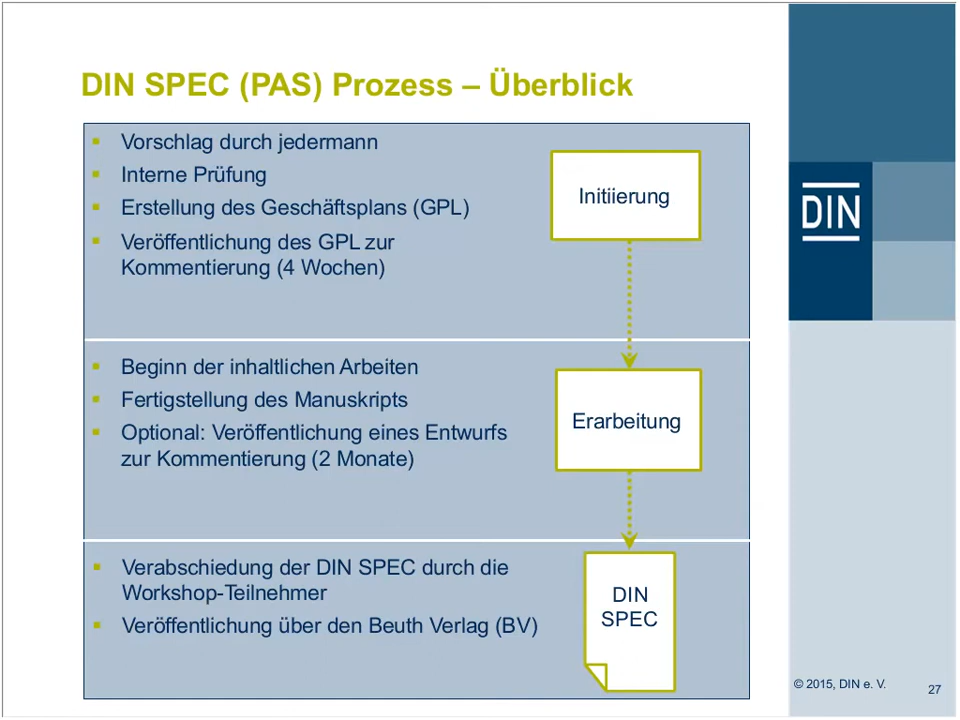 DIN SPEC (PAS) Prozess – Überblick
Vorschlag durch jedermann
Interne Prüfung
Erstellung des Geschäftsplans (GPL)
Veröffentlichung des GPL zur
Kommentierung (4 Wochen)
Initiierung
DIN
Beginn der inhaltlichen Arbeiten
Fertigstellung des Manuskripts
Optional: Veröffentlichung eines Entwurfs
zur Kommentierung (2 Monate)
Erarbeitung
Verabschiedung der DIN SPEC durch die
Workshop-Teilnehmer
Veröffentlichung über den Beuth Verlag (BV)
DIN
SPEC
© 2015, DIN e. V.
27